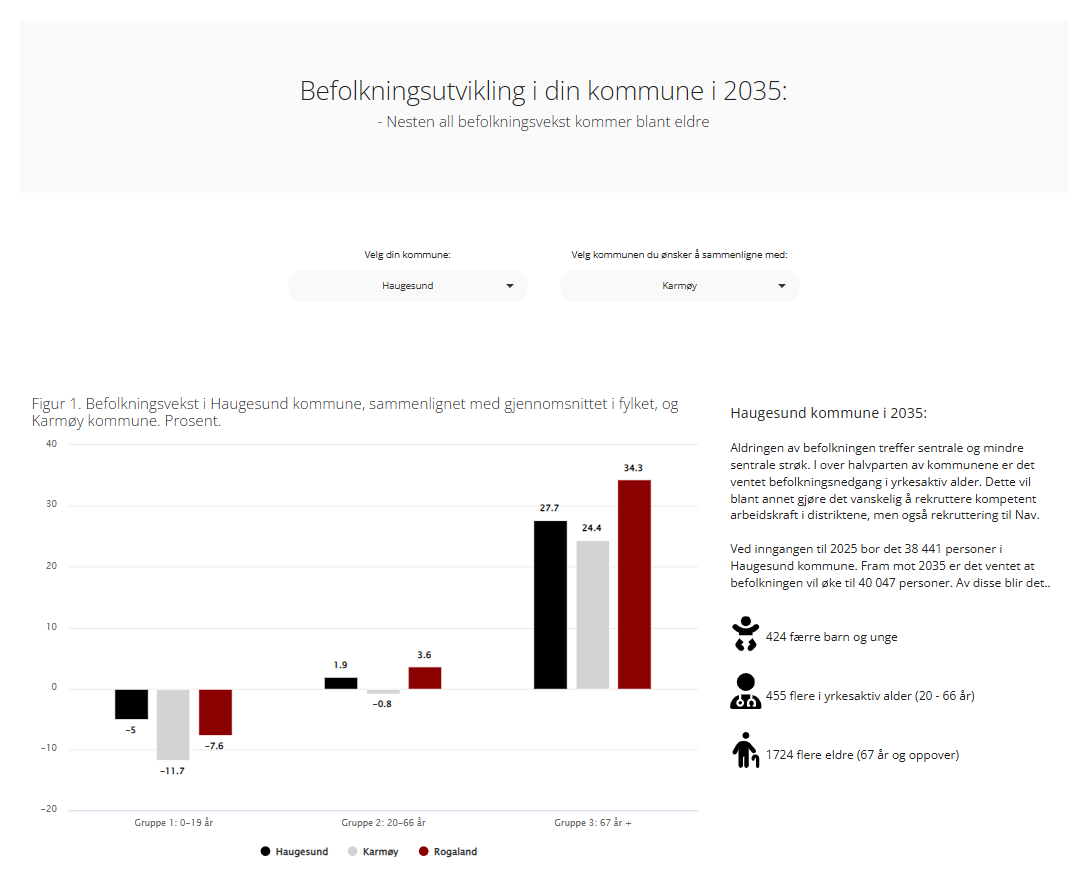 Befolkningsutvikling i din kommune i 2035:
- Nesten all befolkningsvekst kommer blant eldre
Velg din kommune:
Velg kommunen du ønsker å sammenligne med:
Haugesund
Karmøy
Figur 1. Befolkningsvekst i Haugesund kommune, sammenlignet med gjennomsnittet i fylket, og
Karmøy kommune. Prosent.
40
30
20
10
0
−10
−20
−5
−11.7
−7.6
1.9
−0.8
3.6
27.7
24.4
34.3
Gruppe 1: 0–19 år
Gruppe 2: 20–66 år
Gruppe 3: 67 år +
Haugesund
Karmøy
Rogaland
Haugesund kommune i 2035:
Aldringen av befolkningen treffer sentrale og mindre
sentrale strøk. I over halvparten av kommunene er det
ventet befolkningsnedgang i yrkesaktiv alder. Dette vil
blant annet gjøre det vanskelig å rekruttere kompetent
arbeidskraft i distriktene, men også rekruttering til Nav.
Ved inngangen til 2025 bor det 38 441 personer i
Haugesund kommune. Fram mot 2035 er det ventet at
befolkningen vil øke til 40 047 personer. Av disse blir det..
424 færre barn og unge
455 flere i yrkesaktiv alder (20 - 66 år)
1724 flere eldre (67 år og oppover)